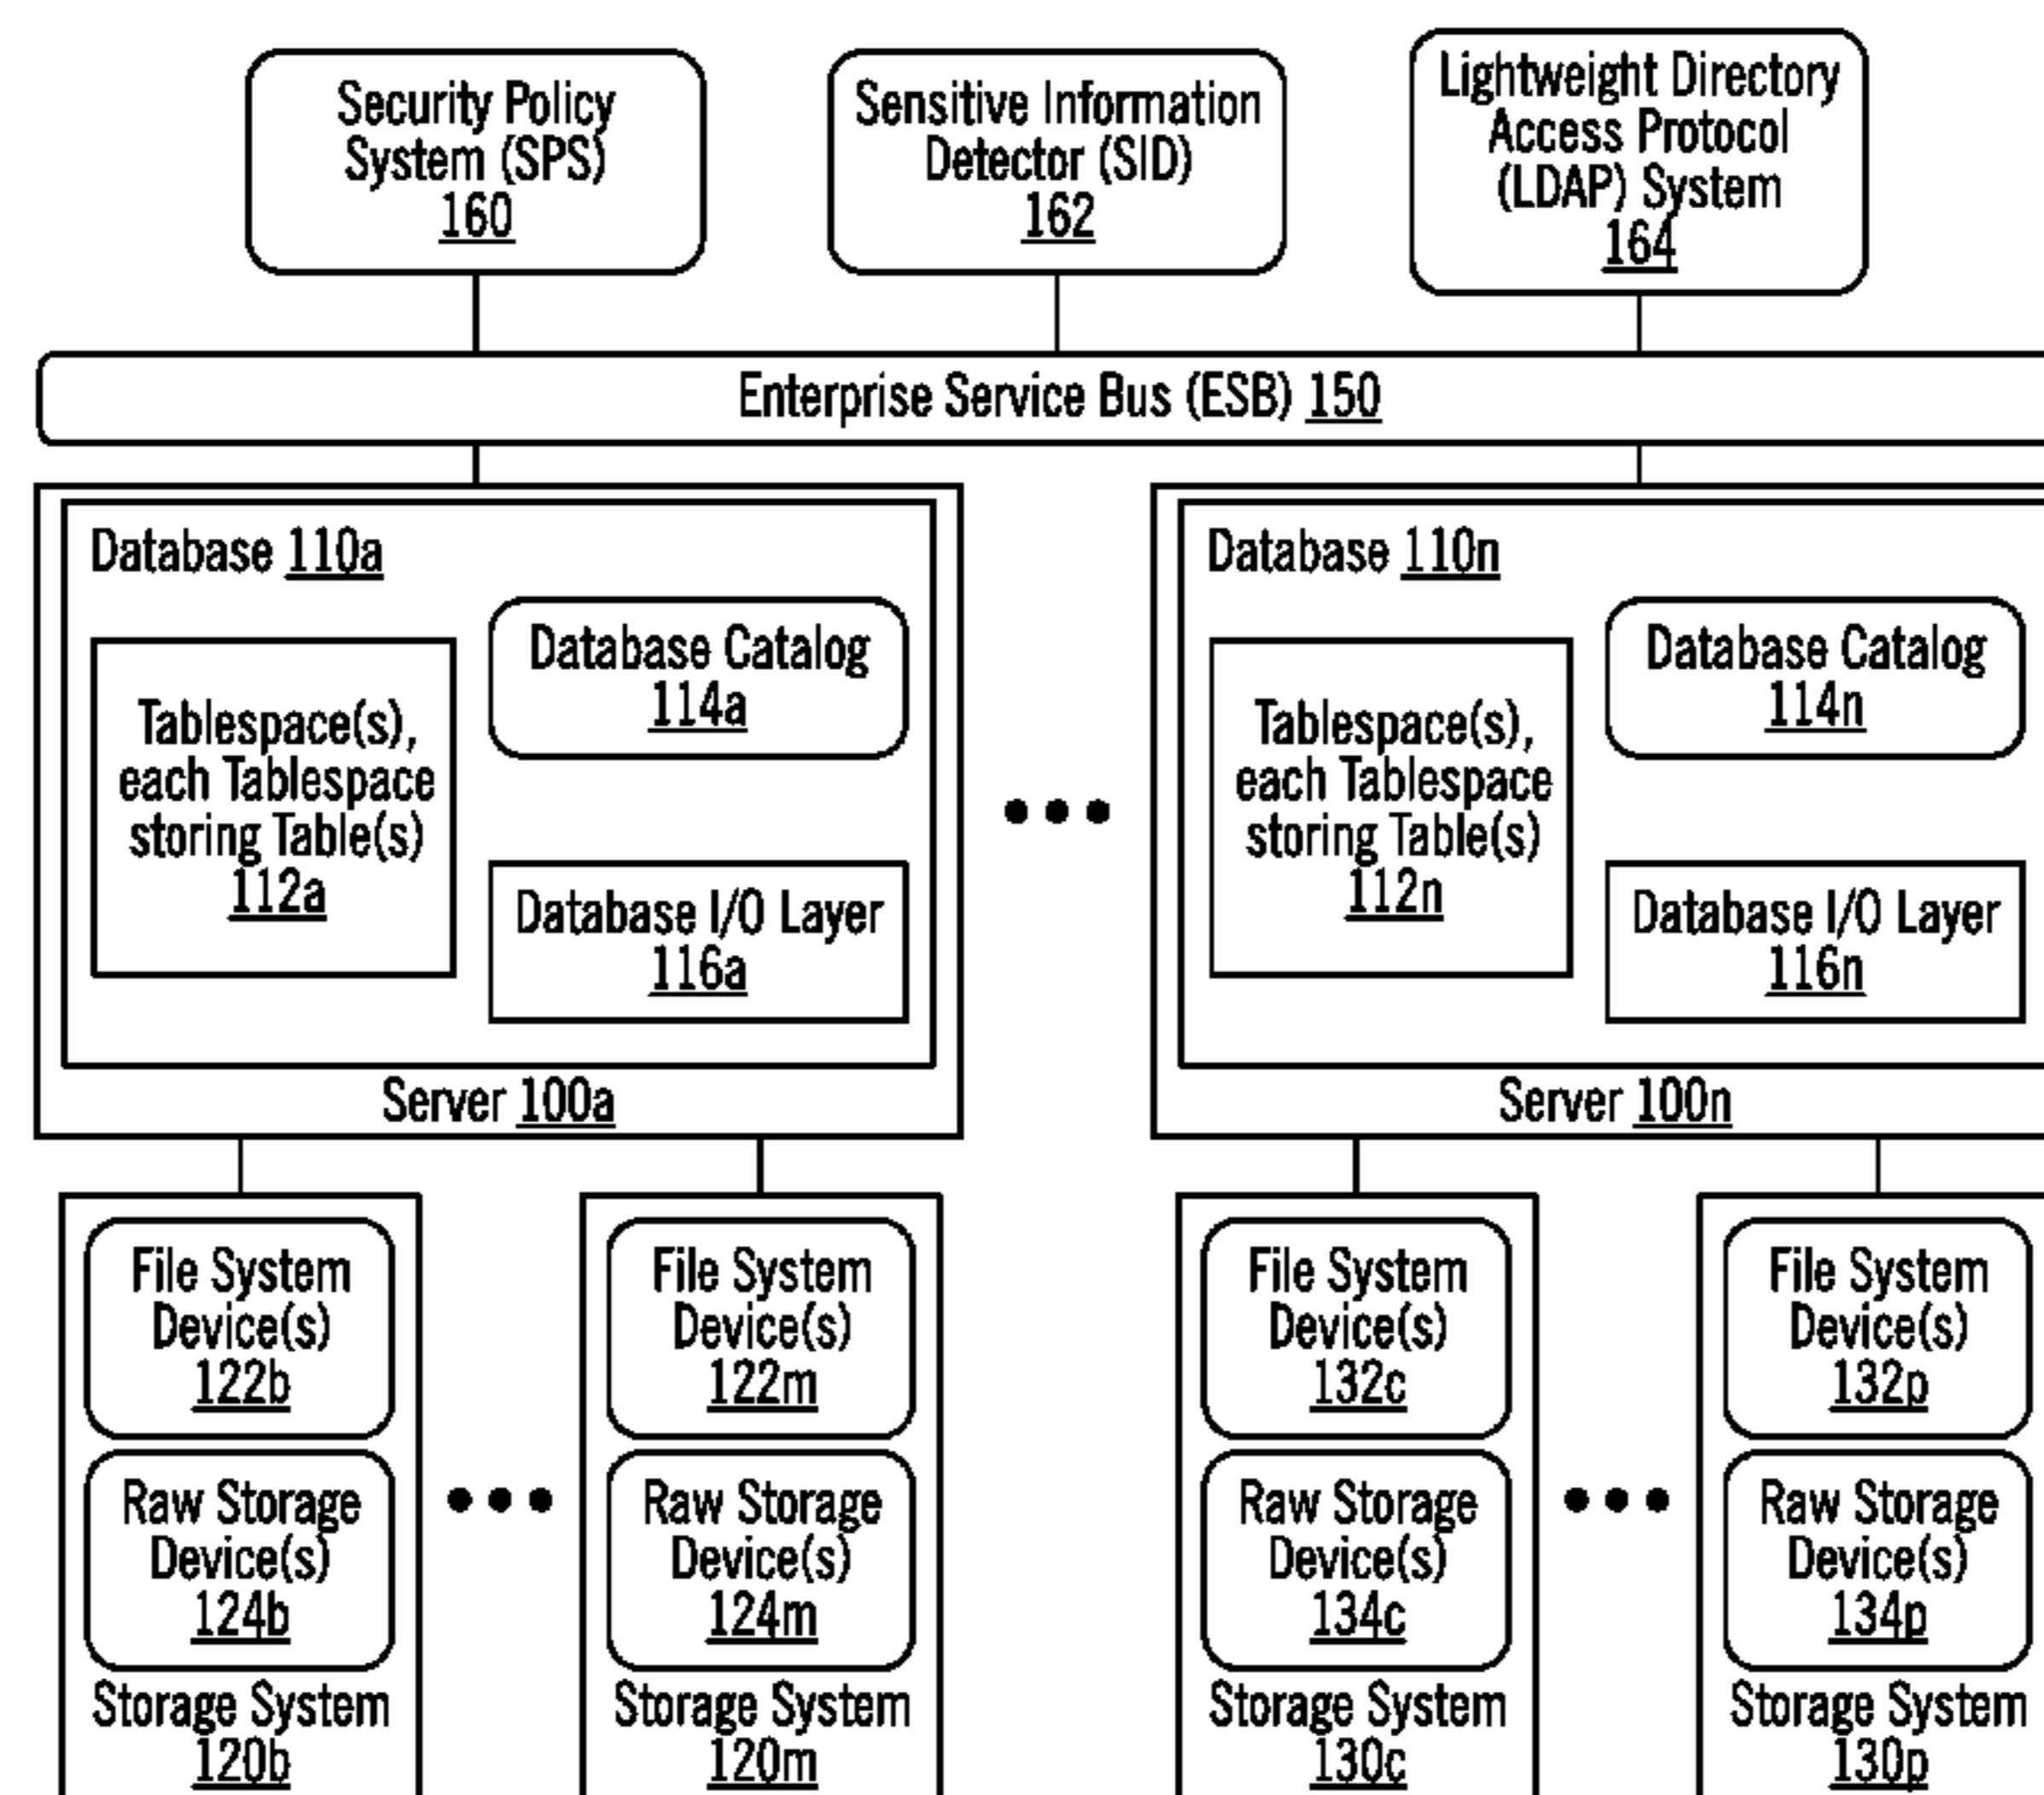 Security Policy
System (SPS)
160
Sensitive Information
Detector (SID)
162
Lightweight Directory
Access Protocol
(LDAP) System
164
Enterprise Service Bus (ESB) 150
Database 110a
Tablespace(s),
each Tablespace
storing Table(s)
112a
Database Catalog
114a
Database I/O Layer
116a
Server 100a
Database 110n
Tablespace(s),
each Tablespace
storing Table(s)
112n
Database Catalog
114n
Database I/O Layer
116n
Server 100n
File System
Device(s)
122b
Raw Storage
Device(s)
124b
Storage System
120b
File System
Device(s)
122m
Raw Storage
Device(s)
124m
Storage System
120m
File System
Device(s)
132c
Raw Storage
Device(s)
134c
Storage System
130c
File System
Device(s)
132p
Raw Storage
Device(s)
134p
Storage System
130p